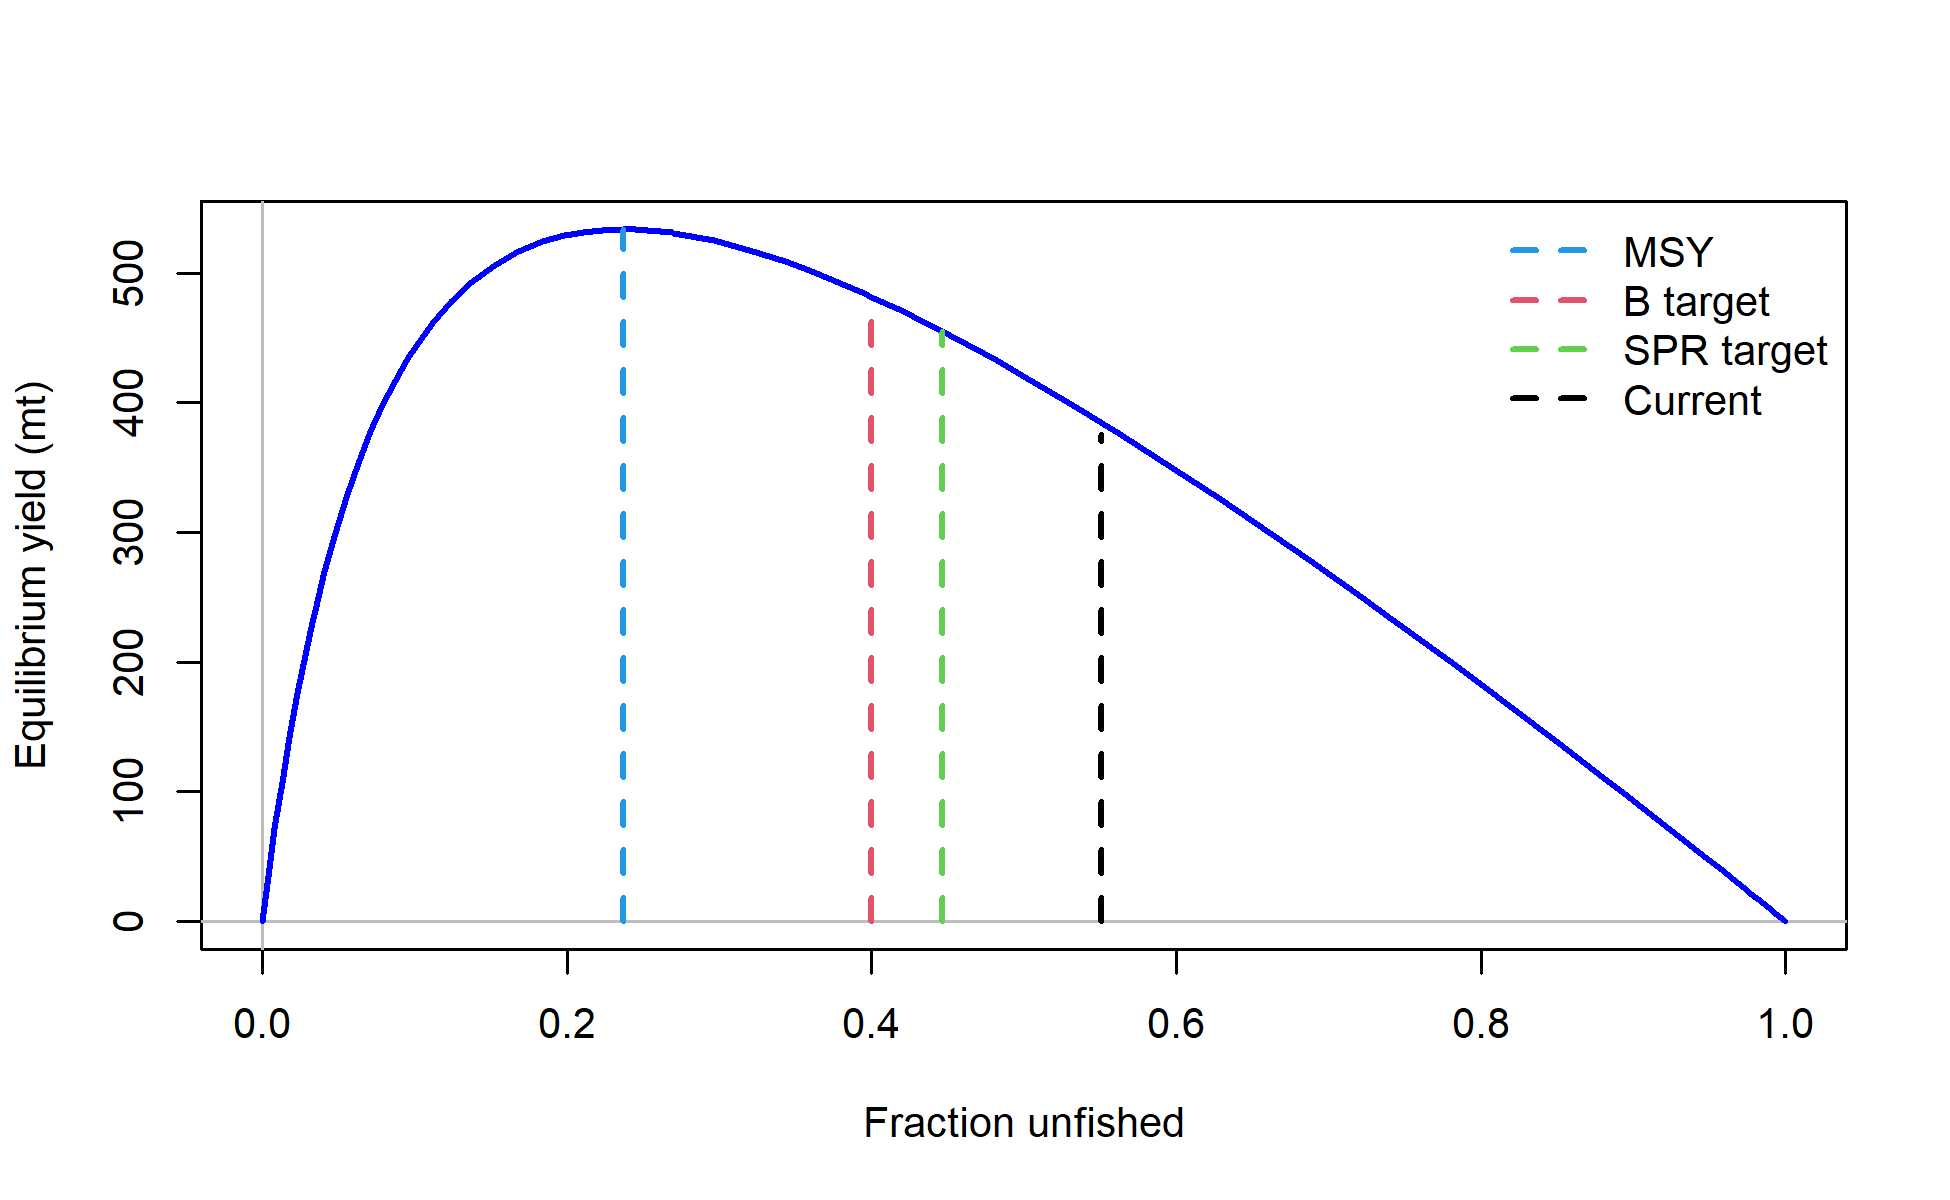 MSY
B target
SPR target
Current
Equilibrium yield (mt)
500
400
300
200
100
0
0.0 0.2 0.4 0.6 0.8 1.0
Fraction unfished